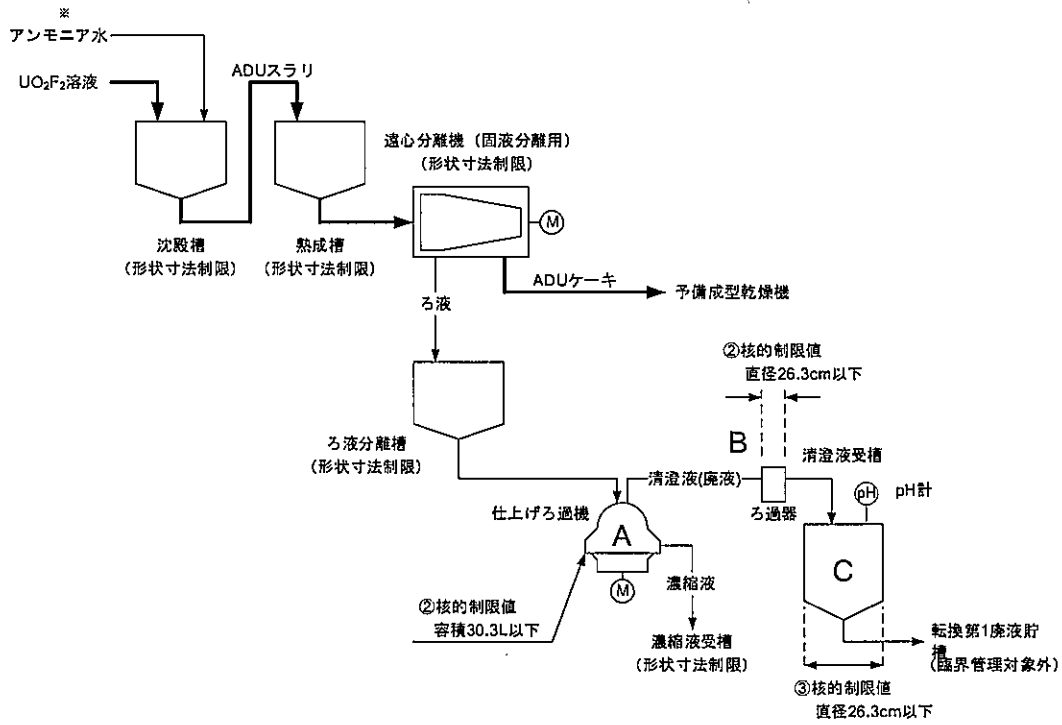 ※
アンモニア水
UO₂F₂溶液
ADUスラリ
遠心分離機（固液分離用）
（形状寸法制限）
M
沈殿槽
（形状寸法制限）
熟成槽
（形状寸法制限）
ADUケーキ
予備成型乾燥機
ろ液
②核的制限値
直径26.3cm以下
ろ液分離槽
（形状寸法制限）
B
清澄液受槽
清澄液(廃液)
ろ過器
pH
pH計
仕上げろ過機
A
C
M
濃縮液
②核的制限値
容積30.3L以下
濃縮液受槽
（形状寸法制限）
転換第1廃液貯
槽
（臨界管理対象外）
③核的制限値
直径26.3cm以下